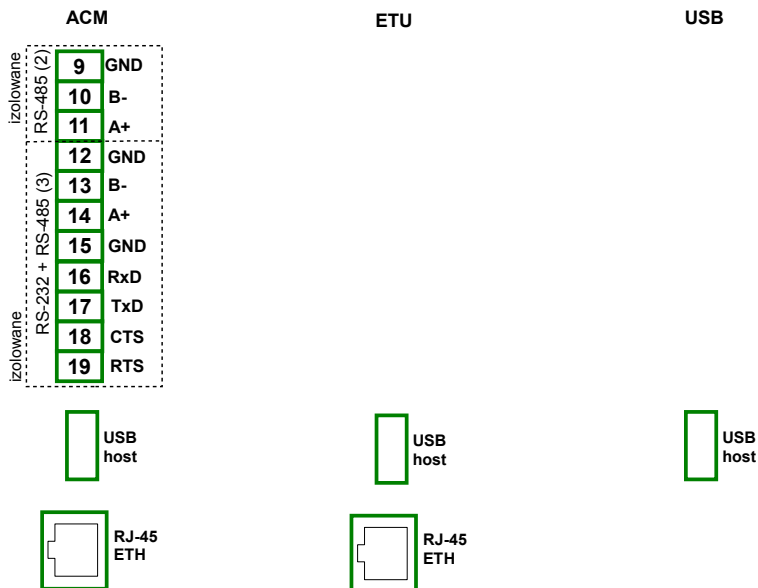 ACM
ETU
USB
izolowane
RS-485 (2)
9 GND
10 B-
11 A+
izolowane
RS-232 + RS-485 (3)
12 GND
13 B-
14 A+
15 GND
16 RxD
17 TxD
18 CTS
19 RTS
USB
host
USB
host
USB
host
RJ-45
ETH
RJ-45
ETH